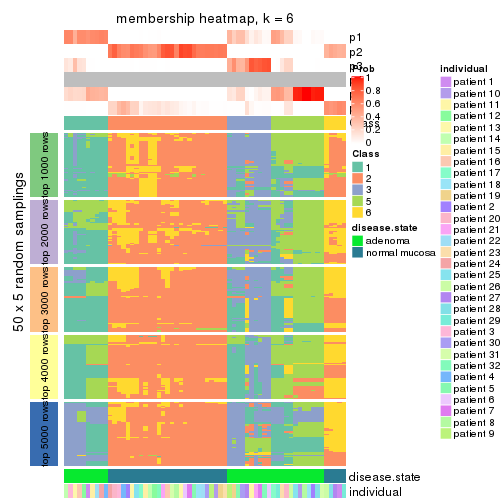 membership heatmap, k = 6
p1
p2
p3
Prob
1
0.8
0.6
0.4
0.2
0
Class
1
2
3
5
6
disease.state
adenoma
normal mucosa
individual
patient 1
patient 10
patient 11
patient 12
patient 13
patient 14
patient 15
patient 16
patient 17
patient 18
patient 19
patient 2
patient 20
patient 21
patient 22
patient 23
patient 24
patient 25
patient 26
patient 27
patient 28
patient 29
patient 3
patient 30
patient 31
patient 32
patient 4
patient 5
patient 6
patient 7
patient 8
patient 9
50 x 5 random samplings
top 1000 rows
top 2000 rows
top 3000 rows
top 4000 rows
top 5000 rows
disease.state
individual